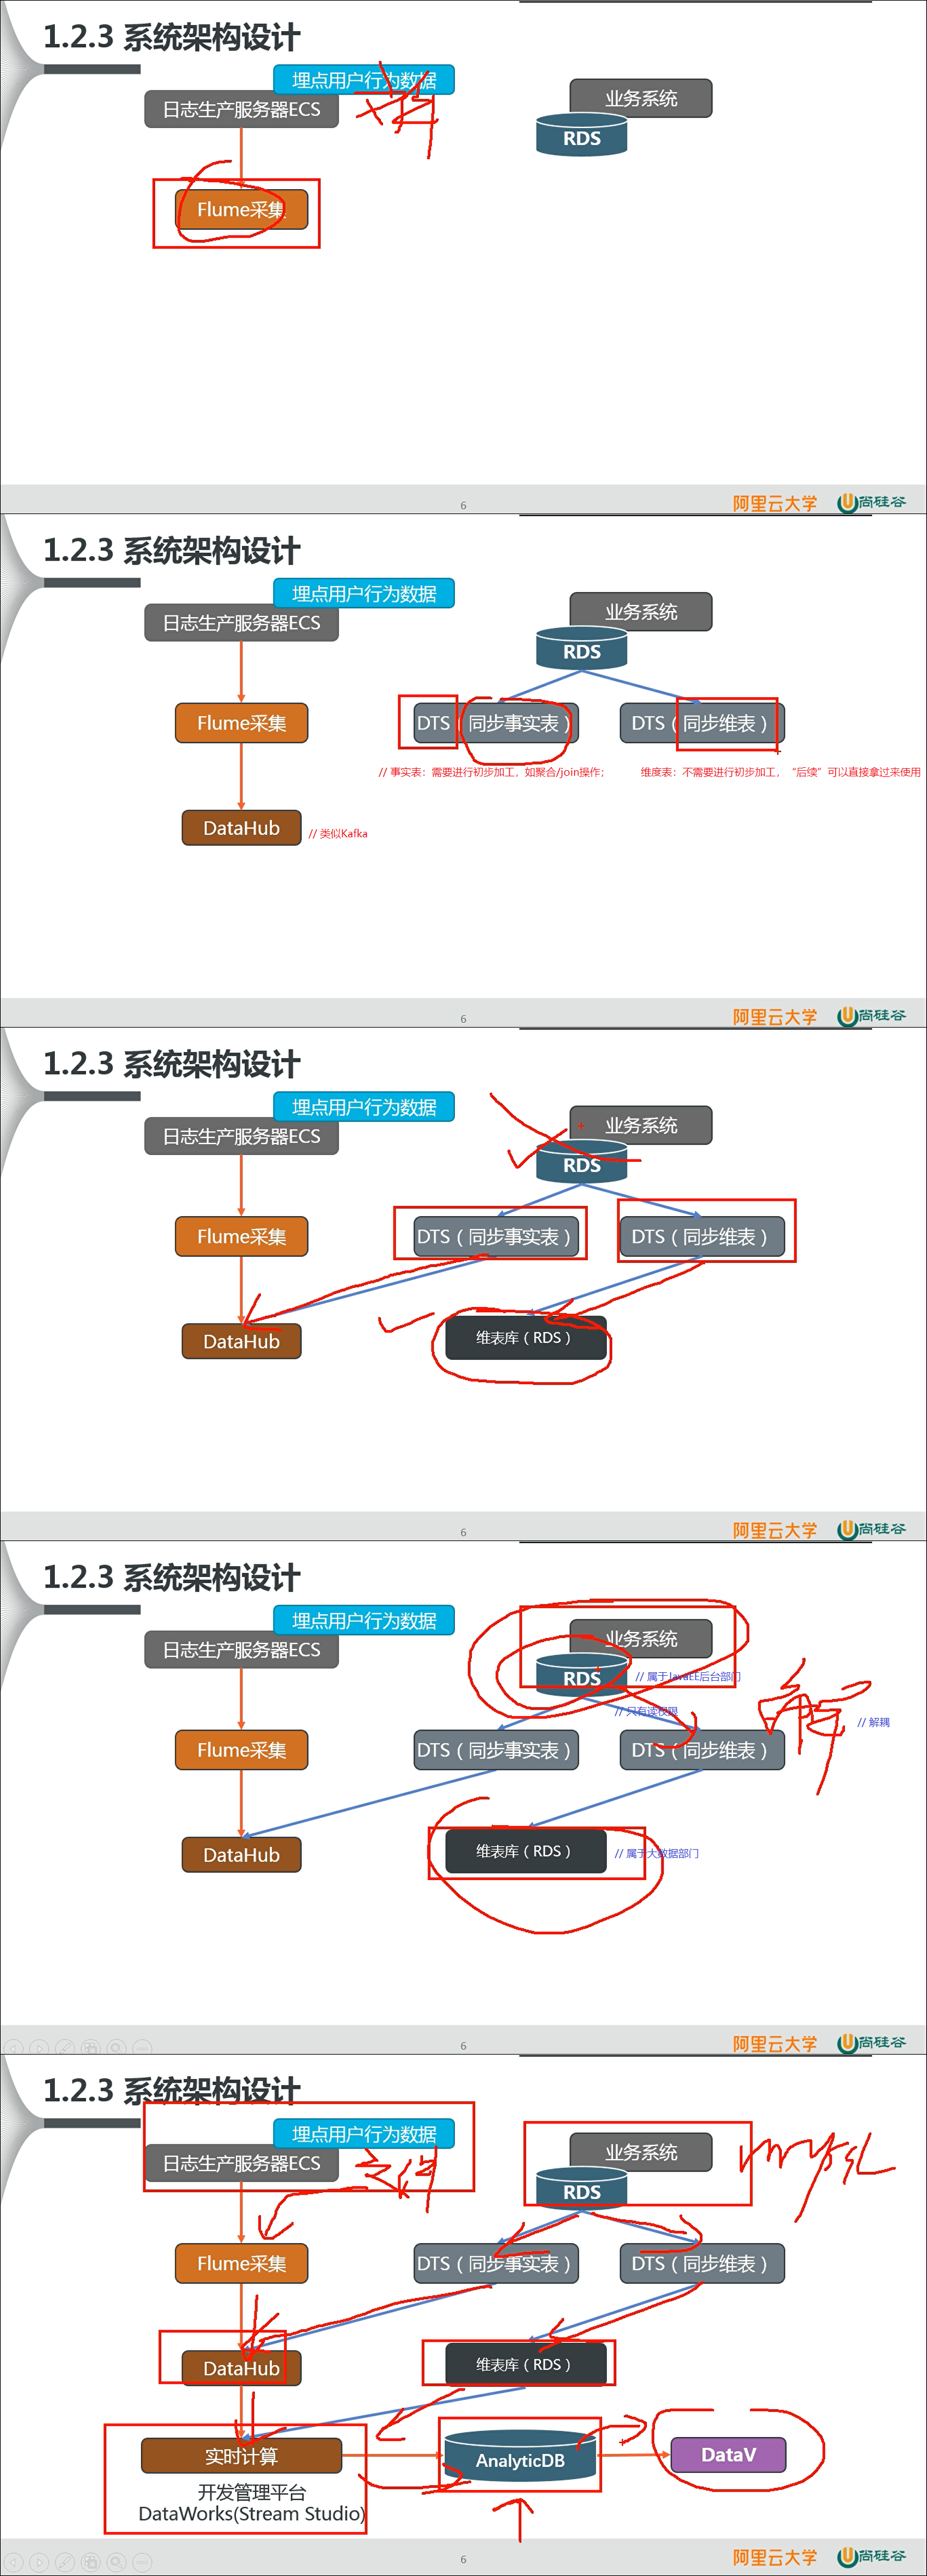 1.2.3 系统架构设计
埋点用户行为数据
业务系统
日志生产服务器ECS
RDS
Flume采集
6
阿里云大学 尚硅谷
1.2.3 系统架构设计
埋点用户行为数据
业务系统
日志生产服务器ECS
RDS
Flume采集
DTS（同步事实表）
DTS（同步维表）
// 事实表：需要进行初步加工，如聚合/join操作；
维度表：不需要进行初步加工，“后续”可以直接拿过来使用
DataHub
// 类似Kafka
6
阿里云大学 尚硅谷
1.2.3 系统架构设计
埋点用户行为数据
业务系统
日志生产服务器ECS
RDS
Flume采集
DTS（同步事实表）
DTS（同步维表）
DataHub
维表库（RDS）
6
阿里云大学 尚硅谷
1.2.3 系统架构设计
埋点用户行为数据
业务系统
日志生产服务器ECS
RDS
// 属于JavaEE后台部门
// 只有读权限
解
// 解耦
Flume采集
DTS（同步事实表）
DTS（同步维表）
DataHub
维表库（RDS）
// 属于大数据部门
6
阿里云大学 尚硅谷
1.2.3 系统架构设计
埋点用户行为数据
业务系统
日志生产服务器ECS
文件
RDS
mysql
Flume采集
DTS（同步事实表）
DTS（同步维表）
DataHub
维表库（RDS）
实时计算
AnalyticDB
DataV
开发管理平台
DataWorks(Stream Studio)
6
阿里云大学 尚硅谷